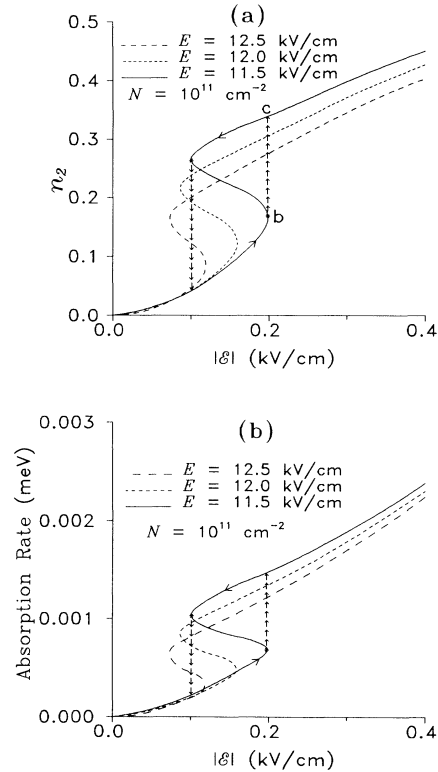 (a)
0.5
0.4
0.3
0.2
0.1
0.0
n₂
E = 12.5 kV/cm
E = 12.0 kV/cm
E = 11.5 kV/cm
N = 10¹¹ cm⁻²
c
b
0.0 0.2 0.4
|ℰ| (kV/cm)
(b)
0.003
0.002
0.001
0.000
Absorption Rate (meV)
E = 12.5 kV/cm
E = 12.0 kV/cm
E = 11.5 kV/cm
N = 10¹¹ cm⁻²
0.0 0.2 0.4
|ℰ| (kV/cm)